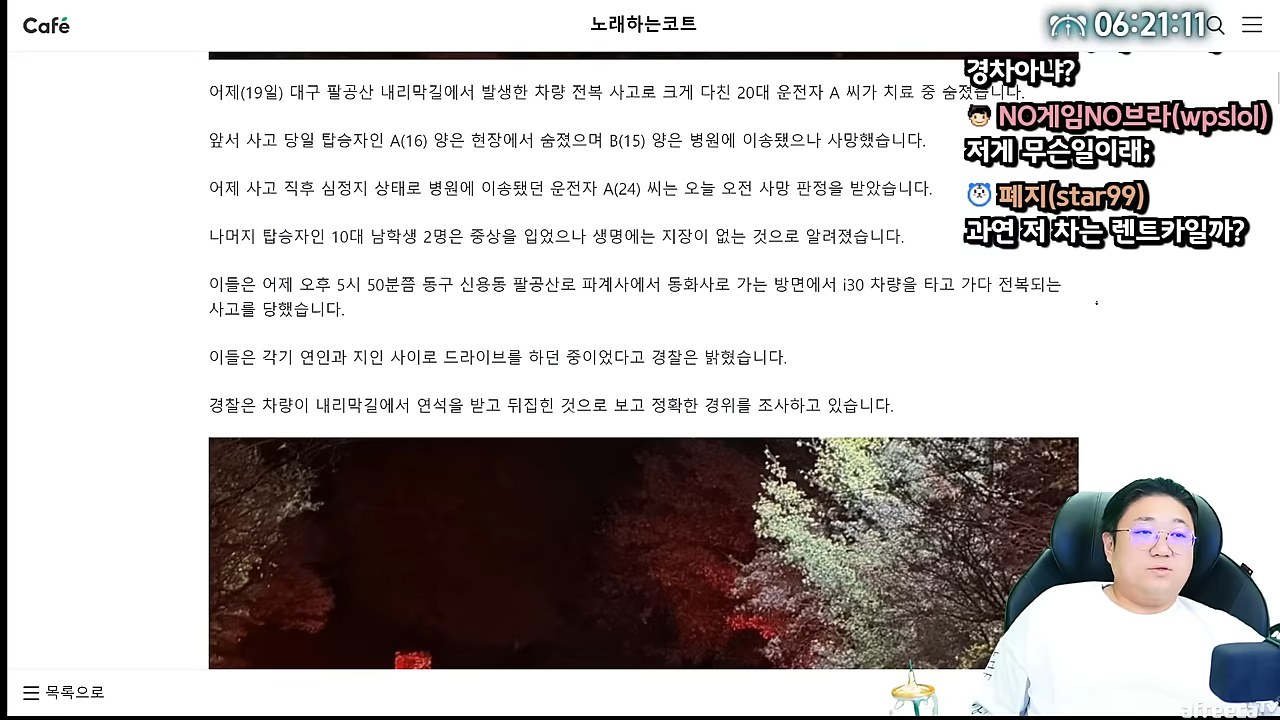 Café
노래하는코트
06:21:11
경차아냐?
NO게임NO브라(wpslol)
저게 무슨일이래;
폐지(star99)
과연 저 차는 렌트카일까?
어제(19일) 대구 팔공산 내리막길에서 발생한 차량 전복 사고로 크게 다친 20대 운전자 A 씨가 치료 중 숨졌습니다.
앞서 사고 당일 탑승자인 A(16) 양은 현장에서 숨졌으며 B(15) 양은 병원에 이송됐으나 사망했습니다.
어제 사고 직후 심정지 상태로 병원에 이송됐던 운전자 A(24) 씨는 오늘 오전 사망 판정을 받았습니다.
나머지 탑승자인 10대 남학생 2명은 중상을 입었으나 생명에는 지장이 없는 것으로 알려졌습니다.
이들은 어제 오후 5시 50분쯤 동구 신용동 팔공산로 파계사에서 동화사로 가는 방면에서 i30 차량을 타고 가다 전복되는
사고를 당했습니다.
이들은 각기 연인과 지인 사이로 드라이브를 하던 중이었다고 경찰은 밝혔습니다.
경찰은 차량이 내리막길에서 연석을 받고 뒤집힌 것으로 보고 정확한 경위를 조사하고 있습니다.
목록으로
afreecaTV